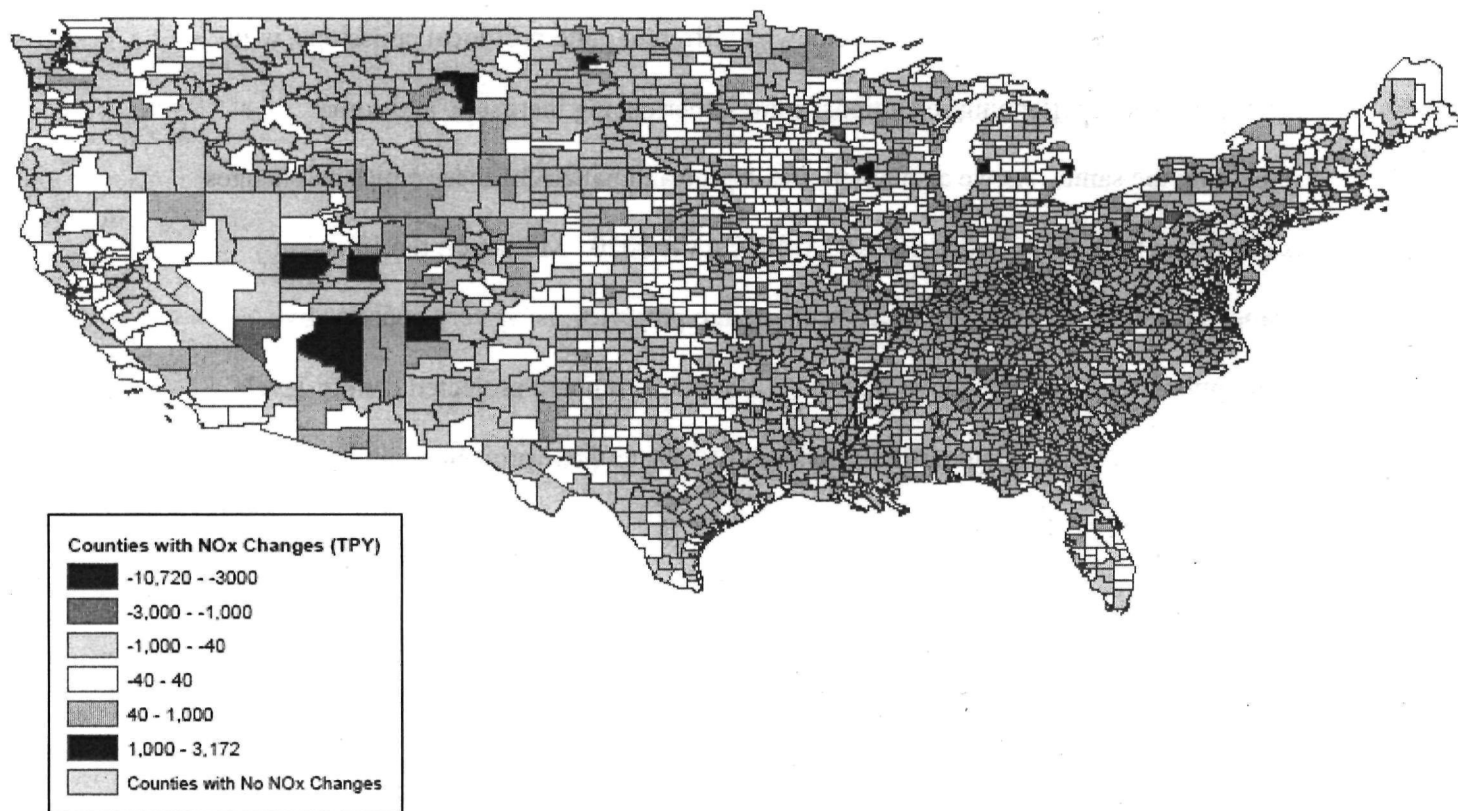 Counties with NOx Changes (TPY)
-10,720 - -3000
-3,000 - -1,000
-1,000 - -40
-40 - 40
40 - 1,000
1,000 - 3,172
Counties with No NOx Changes